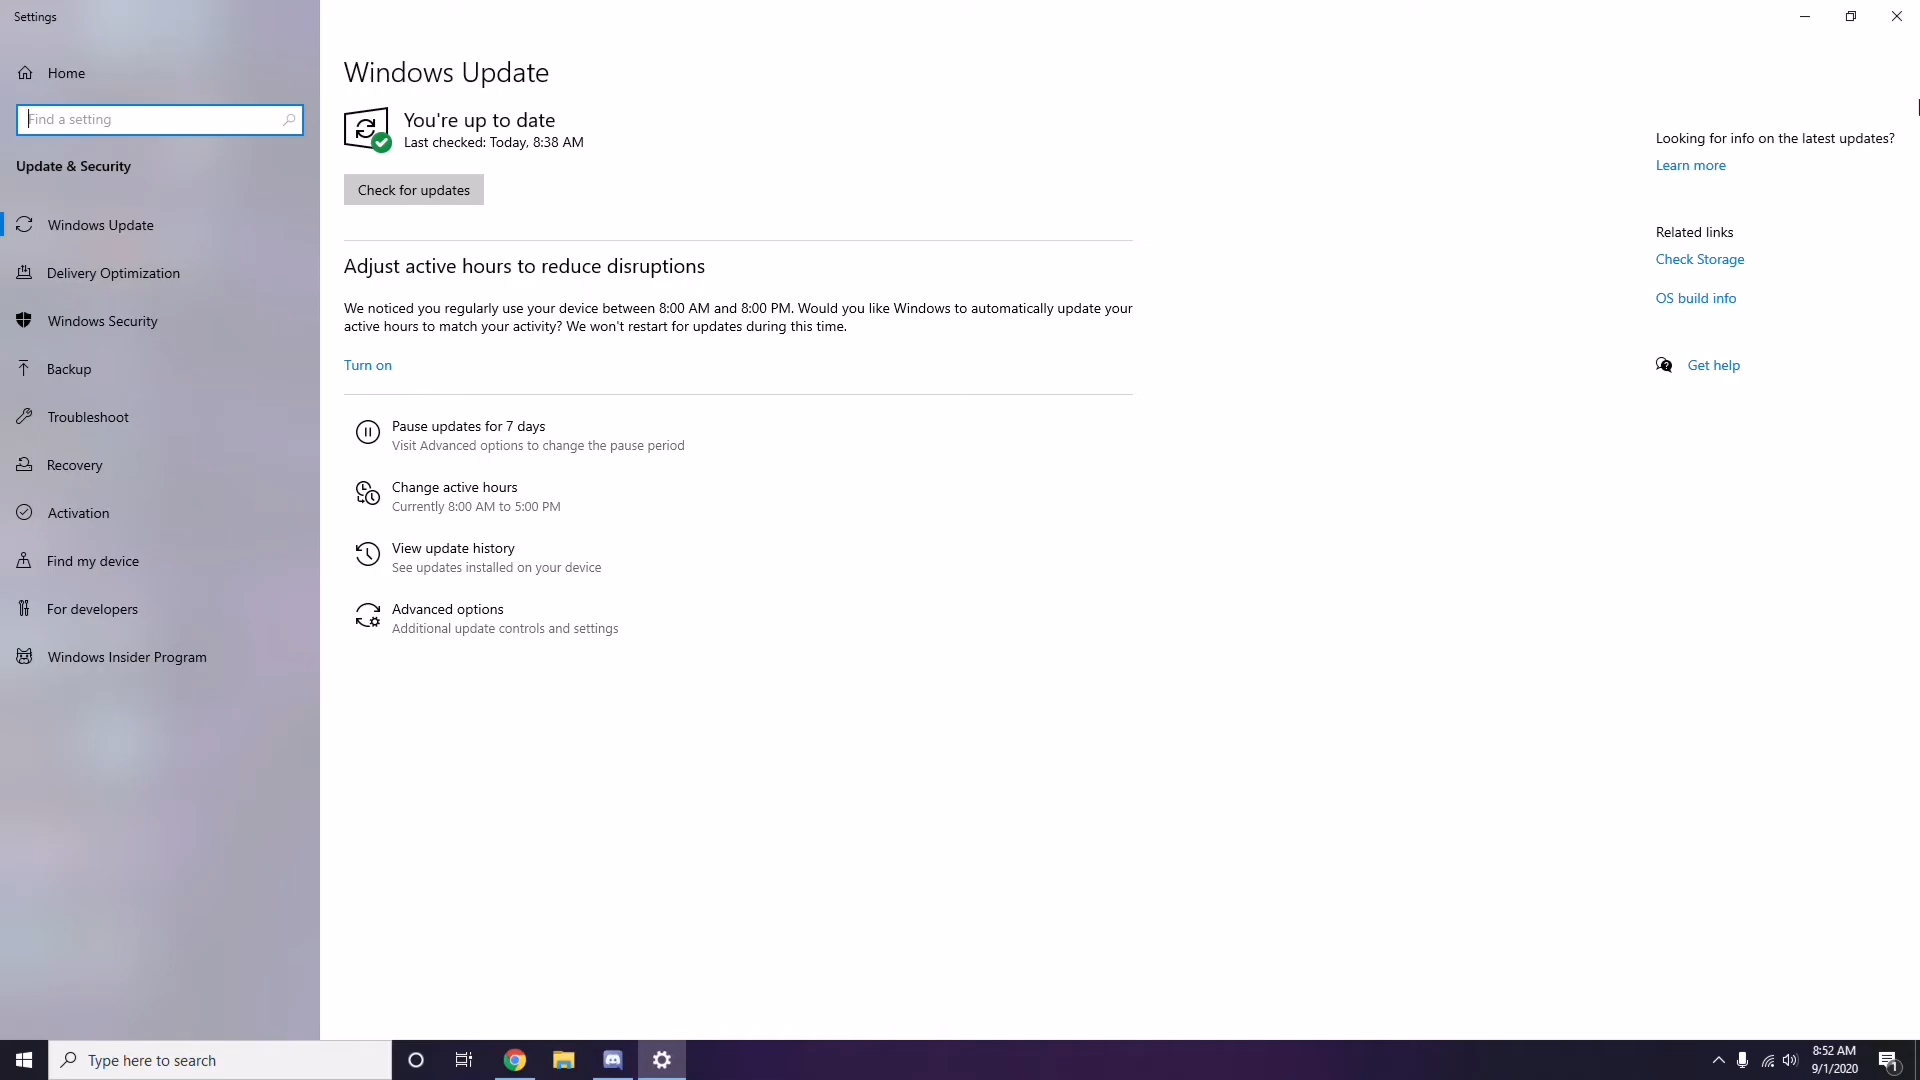 Settings
Home
Find a setting
Update & Security
Windows Update
Delivery Optimization
Windows Security
Backup
Troubleshoot
Recovery
Activation
Find my device
For developers
Windows Insider Program
Windows Update
You're up to date
Last checked: Today, 8:38 AM
Check for updates
Adjust active hours to reduce disruptions
We noticed you regularly use your device between 8:00 AM and 8:00 PM. Would you like Windows to automatically update your
active hours to match your activity? We won't restart for updates during this time.
Turn on
Pause updates for 7 days
Visit Advanced options to change the pause period
Change active hours
Currently 8:00 AM to 5:00 PM
View update history
See updates installed on your device
Advanced options
Additional update controls and settings
Looking for info on the latest updates?
Learn more
Related links
Check Storage
OS build info
Get help
Type here to search
8:52 AM
9/1/2020
1